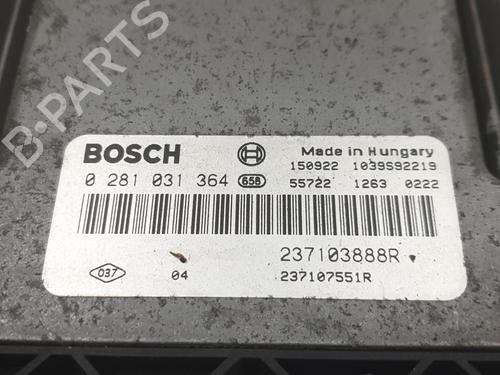 BOSCH
Made in Hungary
150922 1039S92219
0 281 031 364 658
55722 1263 0222
237103888R
037 04
237107551R
B-PARTS